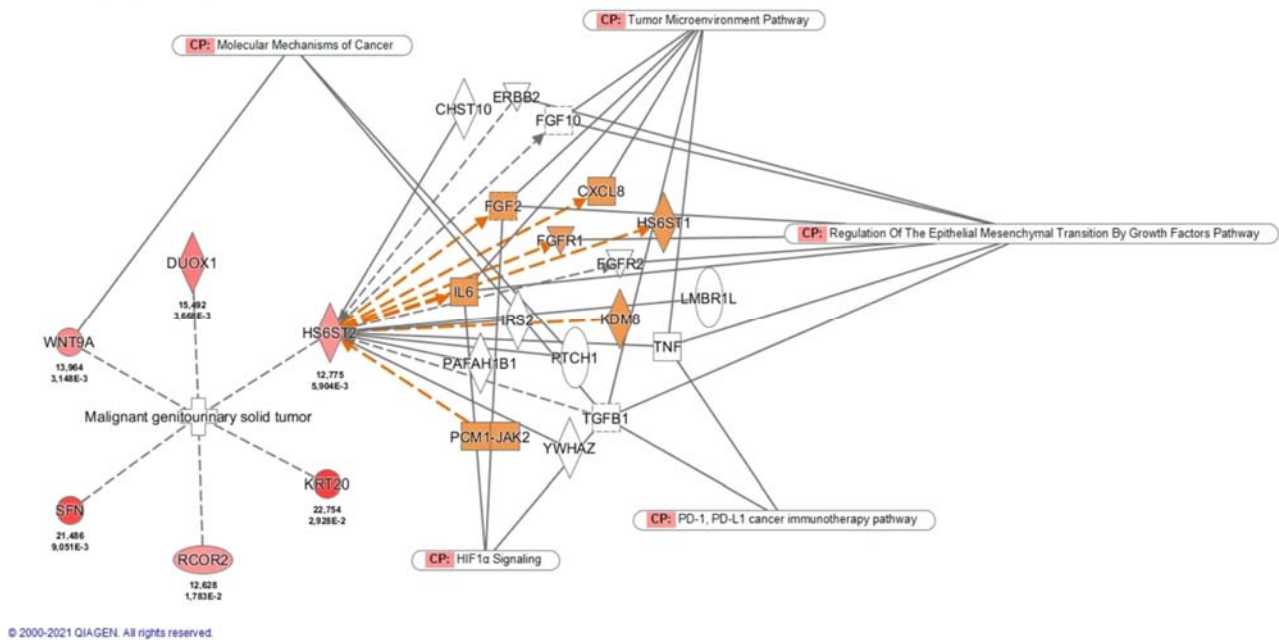 CP: Tumor Microenvironment Pathway
CP: Molecular Mechanisms of Cancer
ERBB2
CHST10
FGF10
CXCL8
FGF2
HS6ST1
CP: Regulation Of The Epithelial Mesenchymal Transition By Growth Factors Pathway
FGFR1
DUOX1
FGFR2
15,492
3,668E-3
IL6
LMBR1L
IRS2
KDM8
HS6ST2
WNT9A
TNF
13,964
3,148E-3
PAFAH1B1
PTCH1
12,775
5,904E-3
Malignant genitourinary solid tumor
TGFB1
PCM1-JAK2
YWHAZ
KRT20
22,754
2,928E-2
SFN
21,486
9,051E-3
CP: PD-1, PD-L1 cancer immunotherapy pathway
RCOR2
12,628
1,783E-2
CP: HIF1α Signaling
© 2000-2021 QIAGEN. All rights reserved.